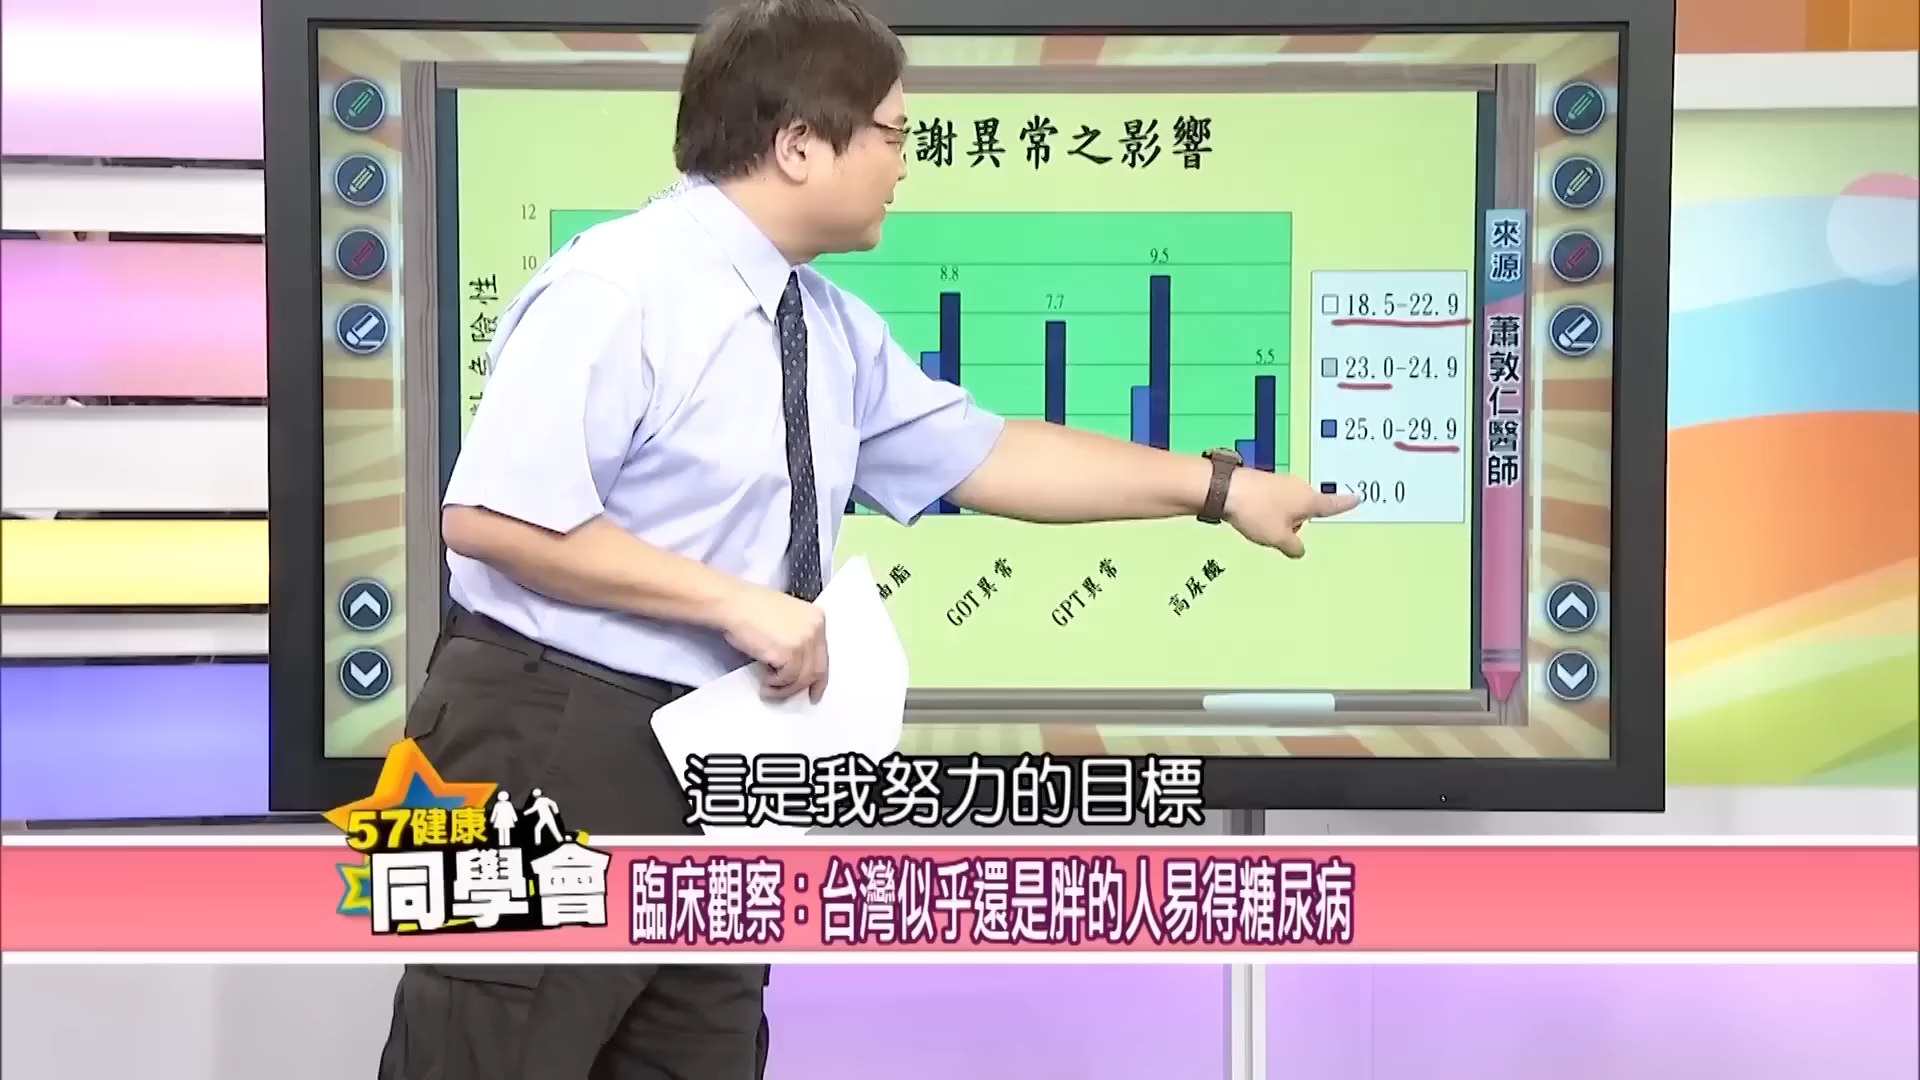 謝異常之影響
12
10
8.8
7.7
9.5
5.5
險性
油脂
GOT異常
GPT異常
高尿酸
18.5-22.9
23.0-24.9
25.0-29.9
>30.0
來源
蕭敦仁醫師
這是我努力的目標
57健康
同學會
臨床觀察：台灣似乎還是胖的人易得糖尿病